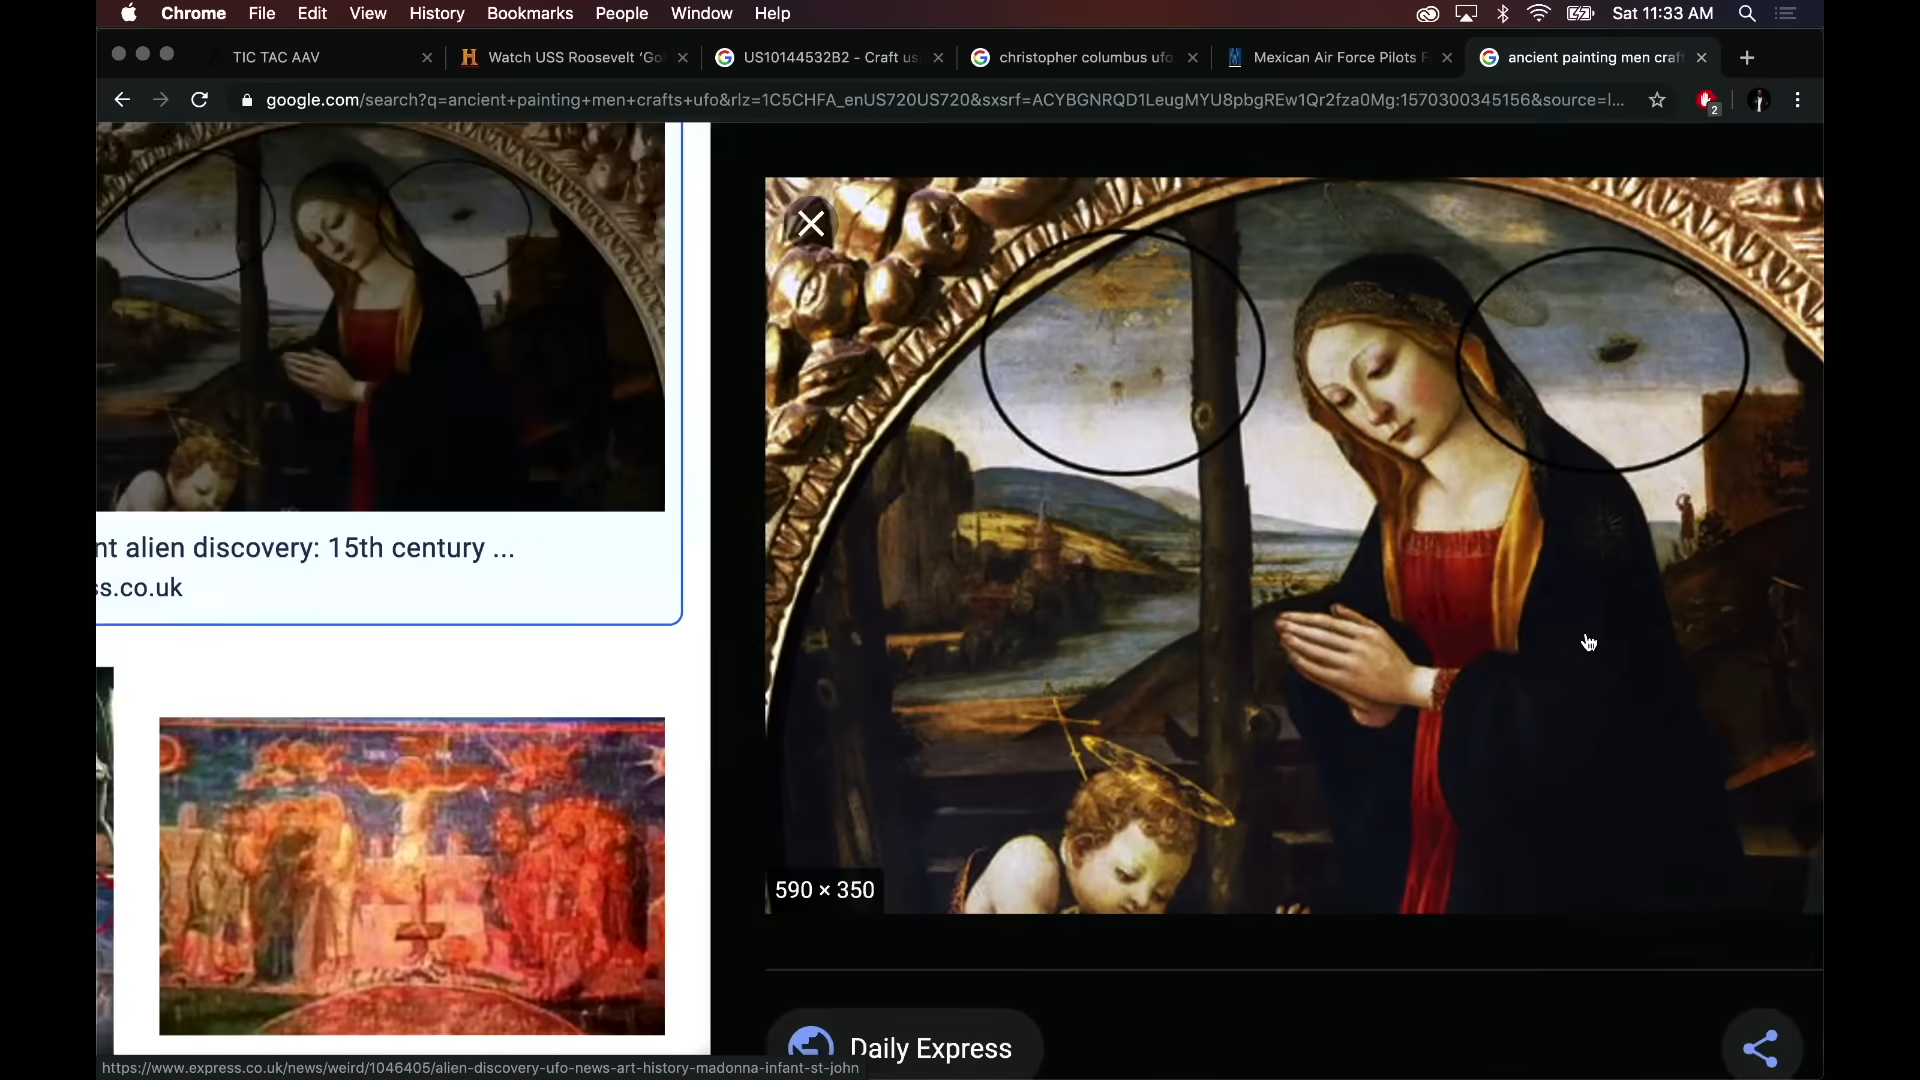 Chrome File Edit View History Bookmarks People Window Help Sat 11:33 AM
TIC TAC AAV Watch USS Roosevelt ‘Go US10144532B2 - Craft us christopher columbus ufo Mexican Air Force Pilots F ancient painting men craf
google.com/search?q=ancient+painting+men+crafts+ufo&rlz=1C5CHFA_enUS720US720&sxsrf=ACYBGNRQD1LeugMYU8pbgREw1Qr2fza0Mg:1570300345156&source=l... 2
nt alien discovery: 15th century ...
ss.co.uk
590 × 350
Daily Express
https://www.express.co.uk/news/weird/1046405/alien-discovery-ufo-news-art-history-madonna-infant-st-john